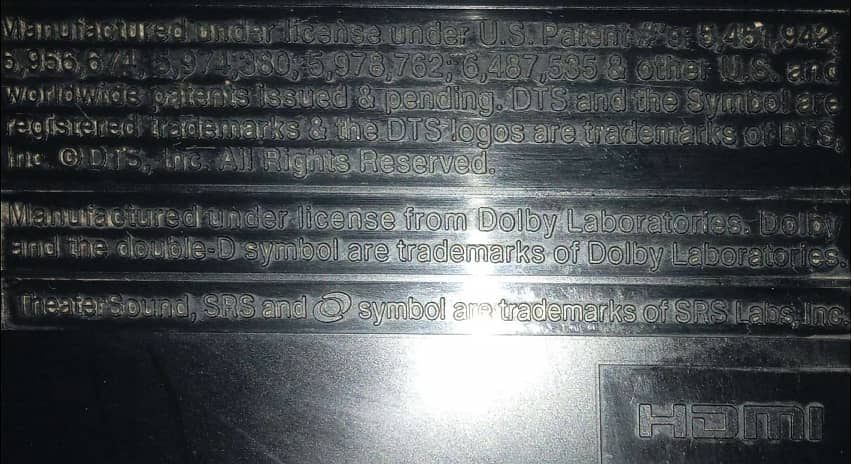 Manufactured under license under U.S. Patent #'s: 5,451,942;
5,956,674; 5,974,380; 5,978,762; 6,487,535 & other U.S. and
worldwide patents issued & pending. DTS and the Symbol are
registered trademarks & the DTS logos are trademarks of DTS,
Inc. © DTS, Inc. All Rights Reserved.
Manufactured under license from Dolby Laboratories. Dolby
and the double-D symbol are trademarks of Dolby Laboratories.
TheaterSound, SRS and symbol are trademarks of SRS Labs, Inc.
HDMI